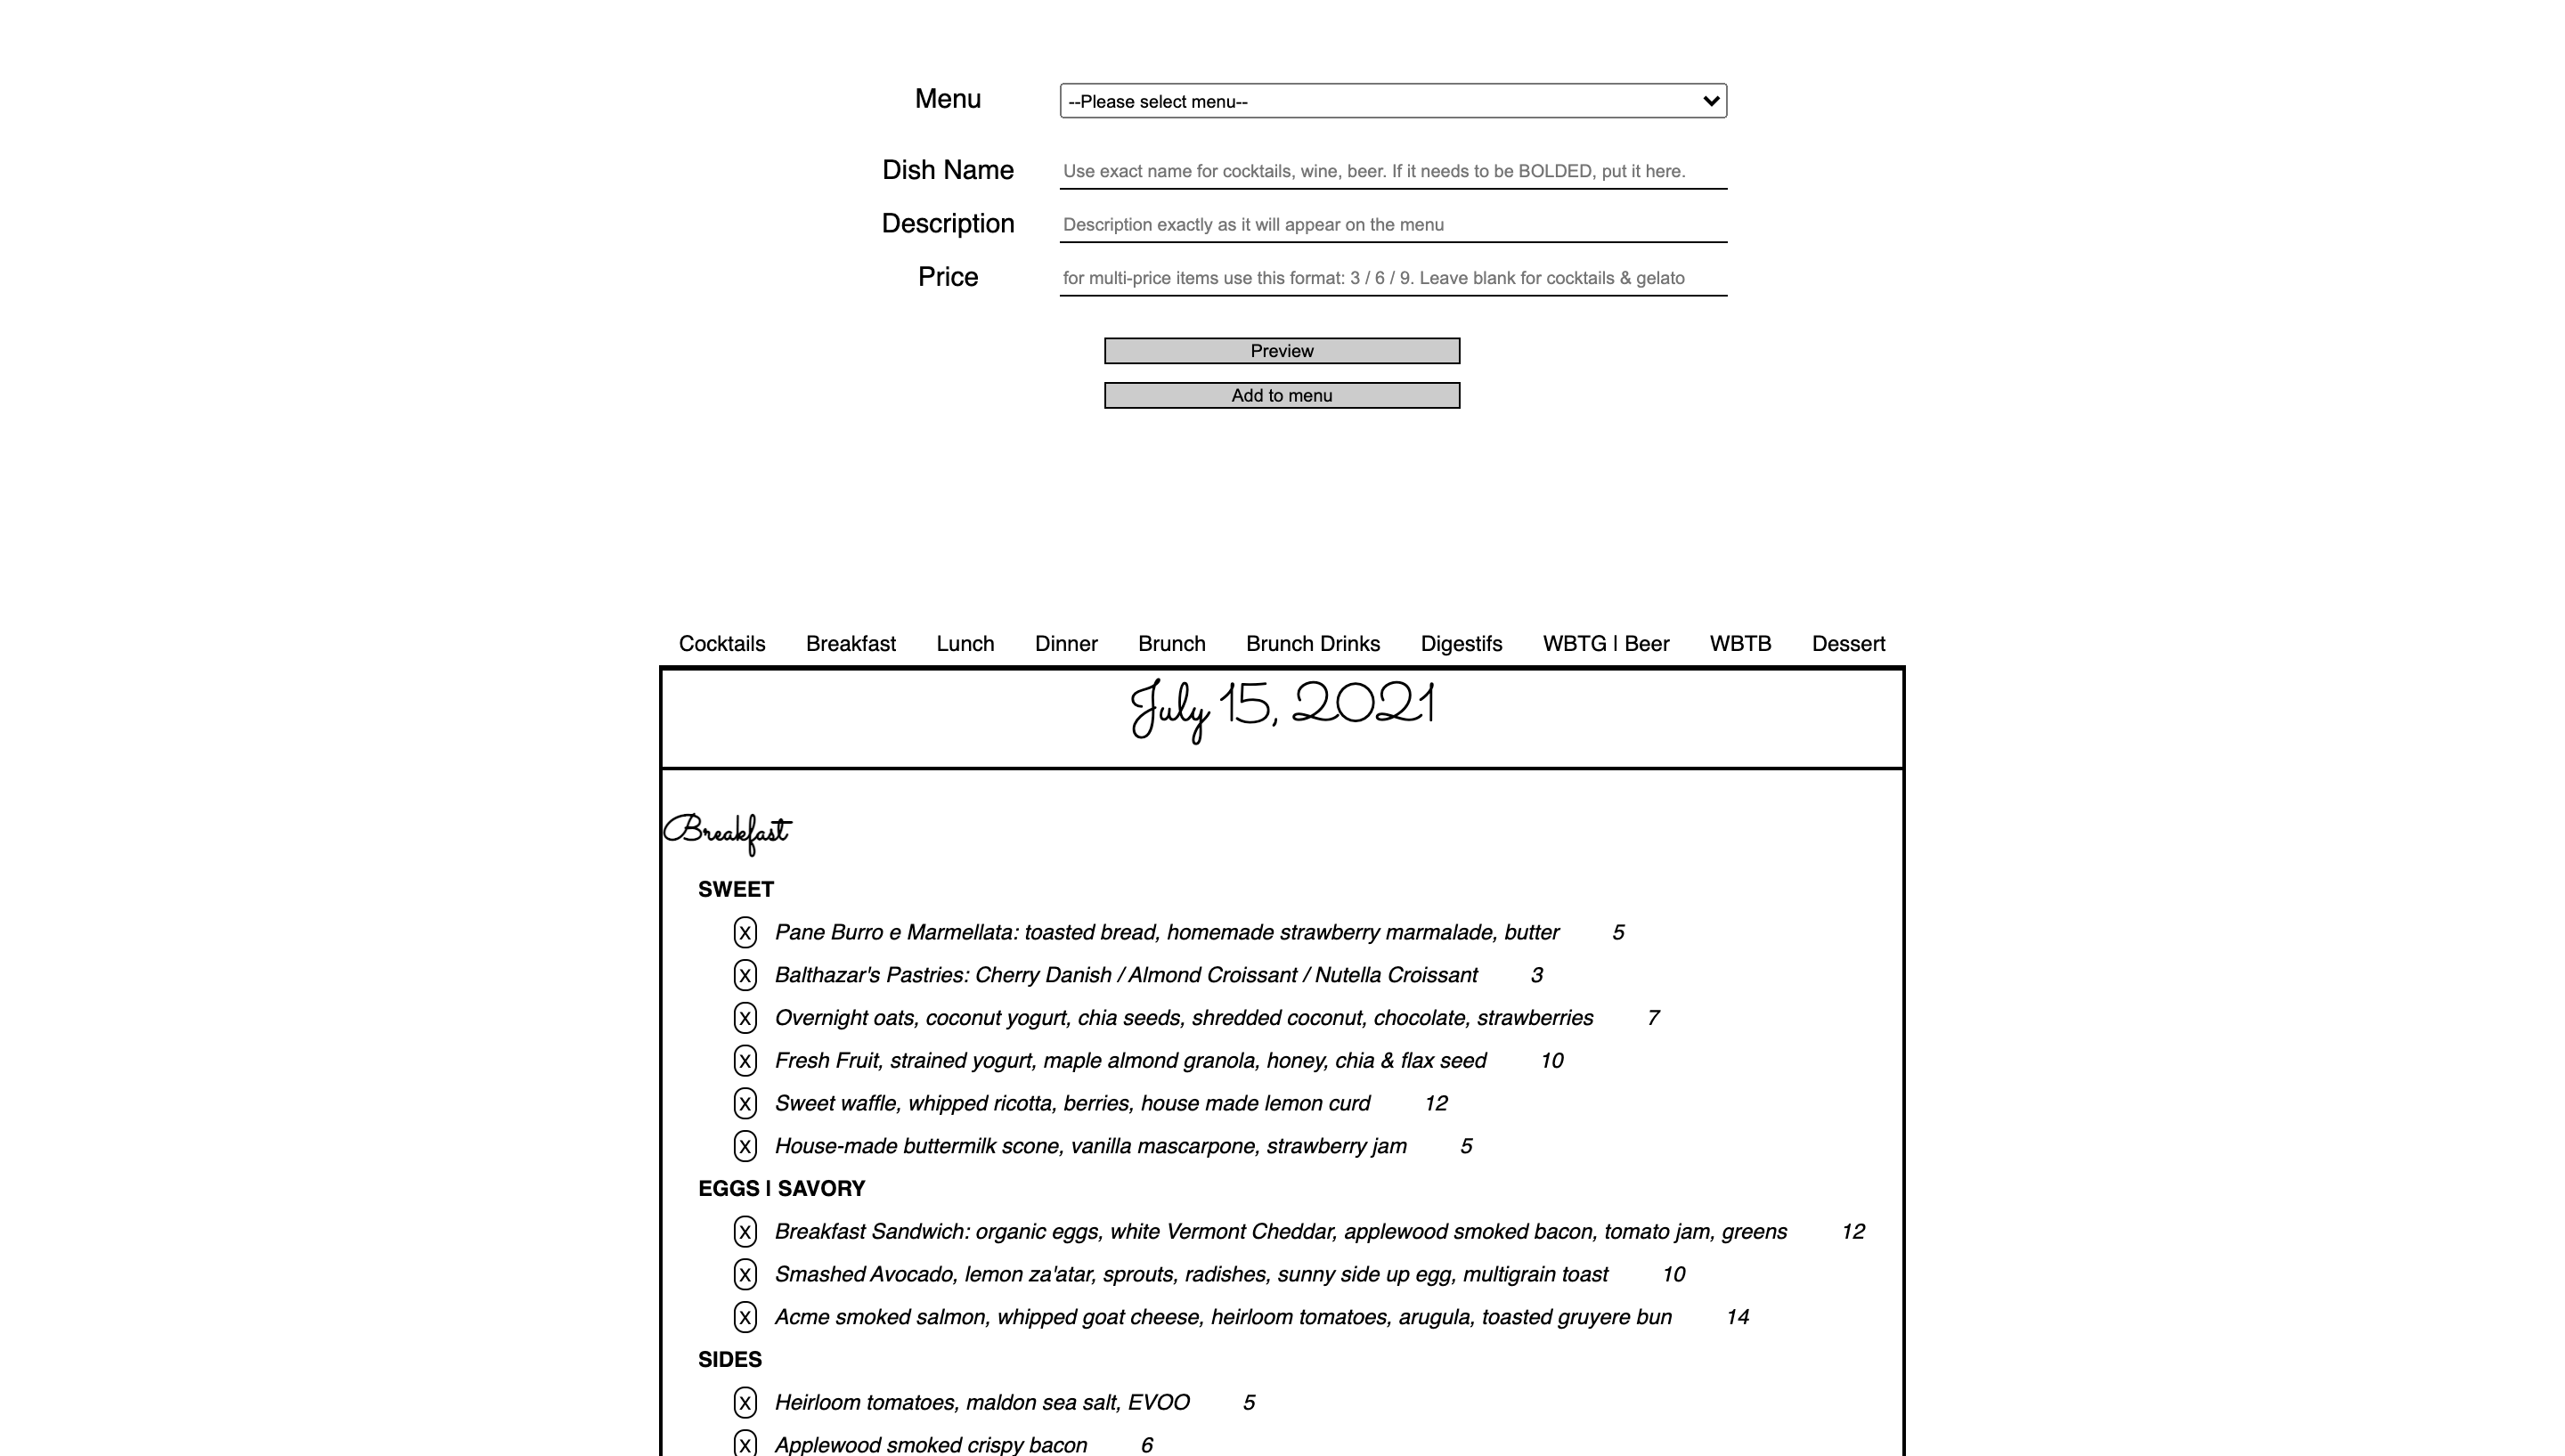 Menu --Please select menu--
Dish Name Use exact name for cocktails, wine, beer. If it needs to be BOLDED, put it here.
Description Description exactly as it will appear on the menu
Price for multi-price items use this format: 3 / 6 / 9. Leave blank for cocktails & gelato
Preview
Add to menu
Cocktails Breakfast Lunch Dinner Brunch Brunch Drinks Digestifs WBTG | Beer WBTB Dessert
July 15, 2021
Breakfast
SWEET
X Pane Burro e Marmellata: toasted bread, homemade strawberry marmalade, butter 5
X Balthazar's Pastries: Cherry Danish / Almond Croissant / Nutella Croissant 3
X Overnight oats, coconut yogurt, chia seeds, shredded coconut, chocolate, strawberries 7
X Fresh Fruit, strained yogurt, maple almond granola, honey, chia & flax seed 10
X Sweet waffle, whipped ricotta, berries, house made lemon curd 12
X House-made buttermilk scone, vanilla mascarpone, strawberry jam 5
EGGS | SAVORY
X Breakfast Sandwich: organic eggs, white Vermont Cheddar, applewood smoked bacon, tomato jam, greens 12
X Smashed Avocado, lemon za'atar, sprouts, radishes, sunny side up egg, multigrain toast 10
X Acme smoked salmon, whipped goat cheese, heirloom tomatoes, arugula, toasted gruyere bun 14
SIDES
X Heirloom tomatoes, maldon sea salt, EVOO 5
X Applewood smoked crispy bacon 6